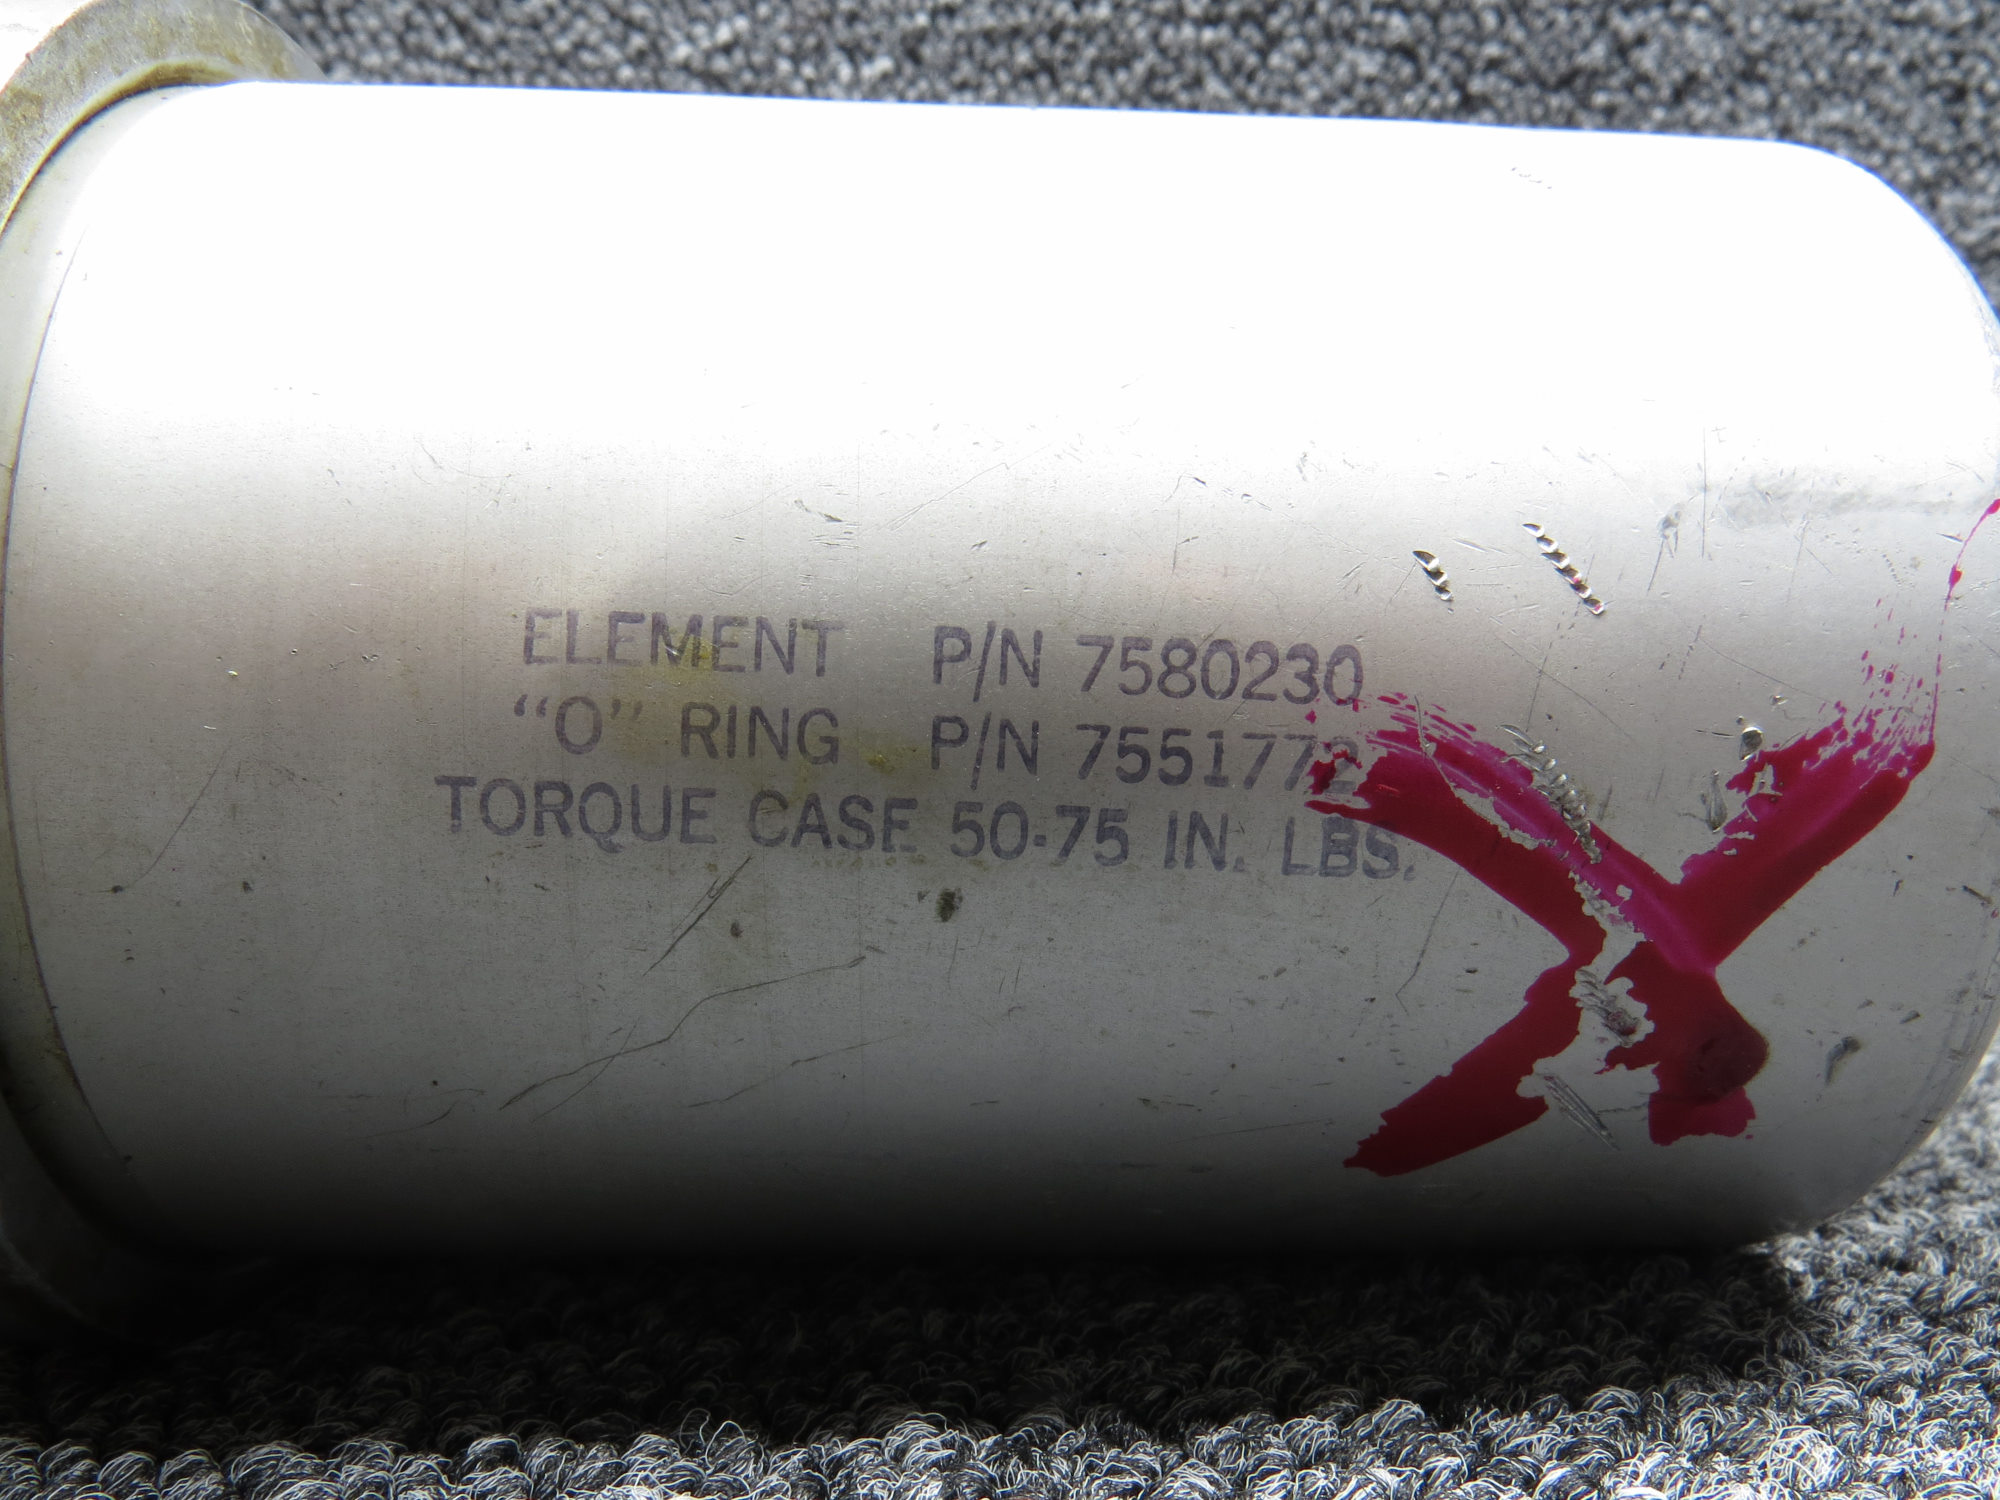 ELEMENT P/N 7580230
“O” RING P/N 7551772
TORQUE CASE 50-75 IN. LBS.